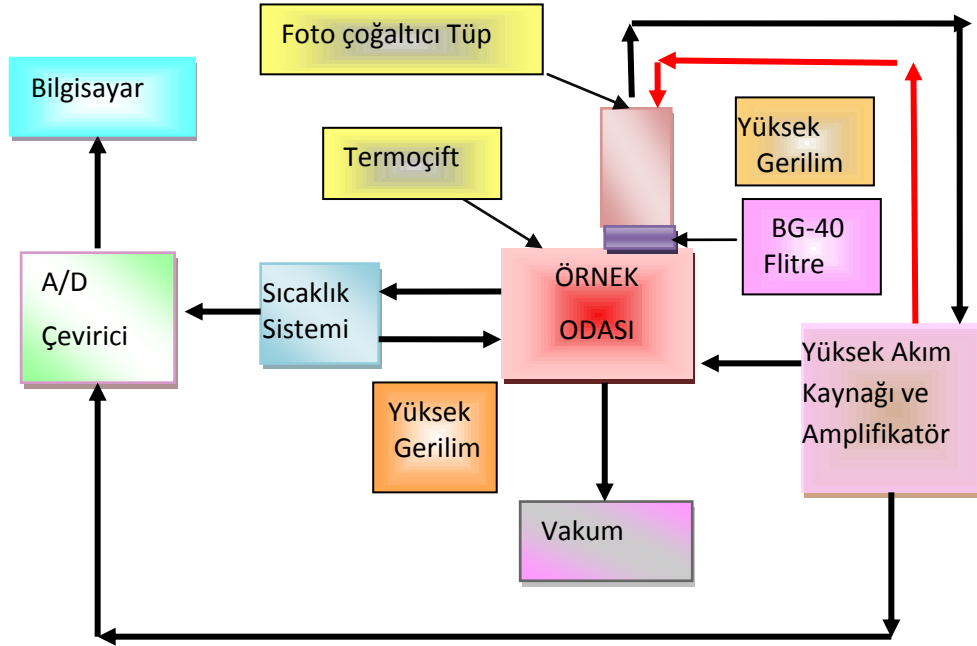 Foto çoğaltıcı Tüp
Bilgisayar
Yüksek
Gerilim
Termoçift
BG-40
Flitre
A/D
Çevirici
Sıcaklık
Sistemi
ÖRNEK
ODASI
Yüksek Akım
Kaynağı ve
Amplifikatör
Yüksek
Gerilim
Vakum